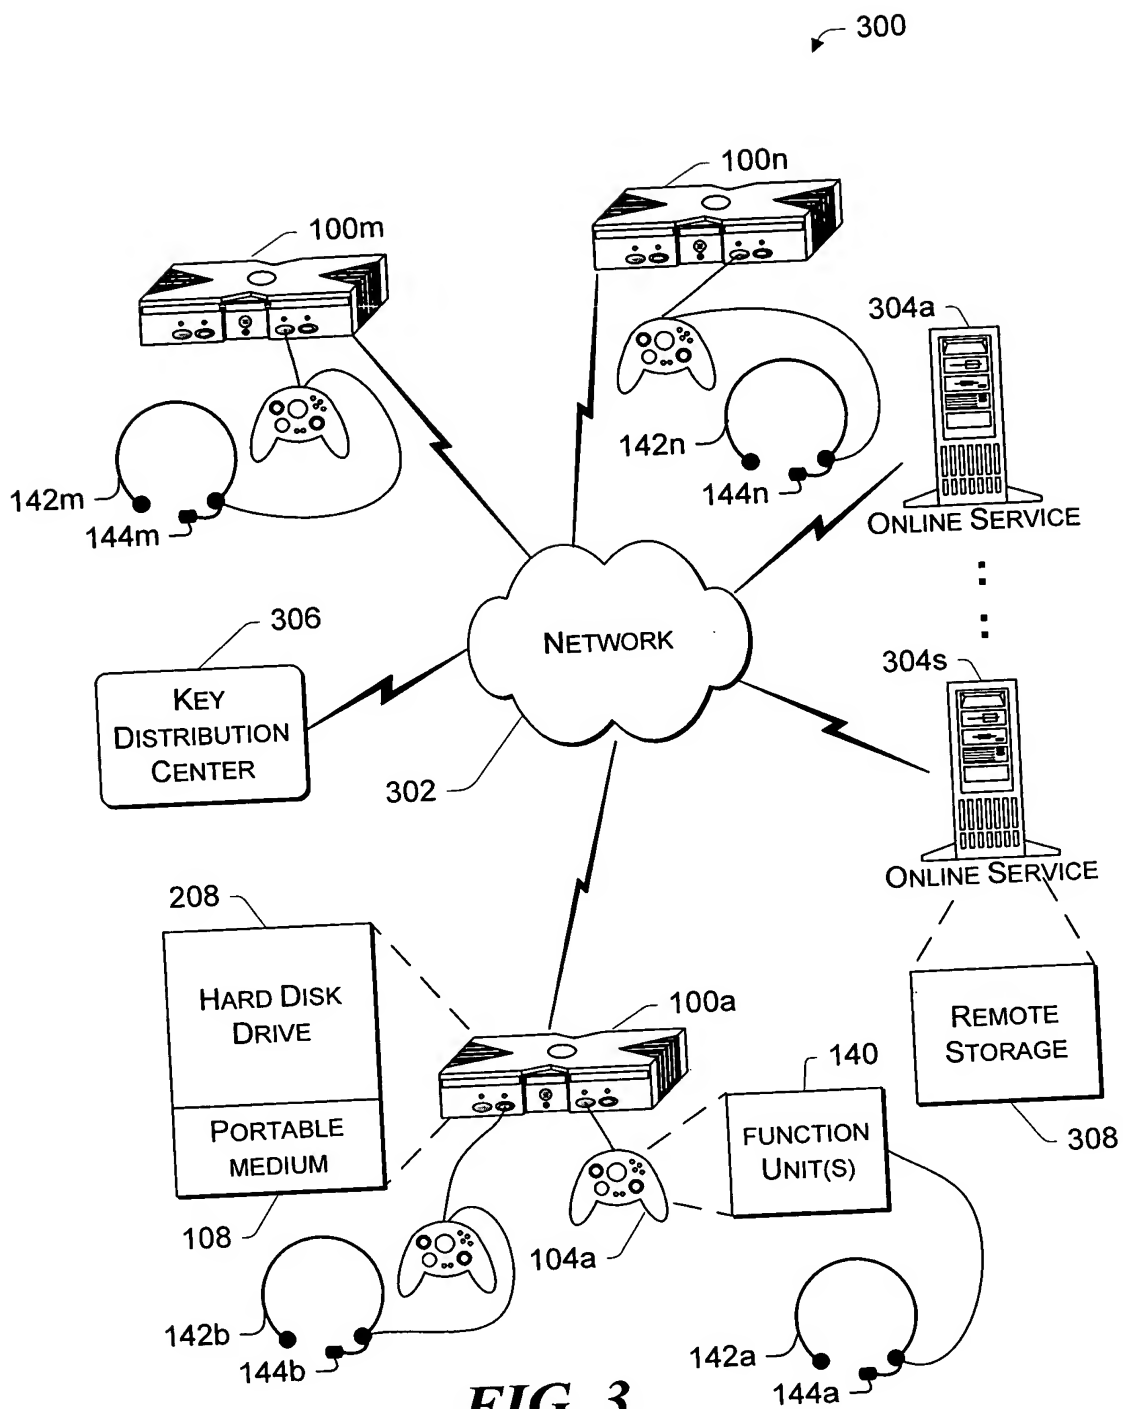 300
100n
100m
304a
142n
142m
144n
144m
ONLINE SERVICE
306
NETWORK
304s
KEY
DISTRIBUTION
CENTER
302
ONLINE SERVICE
208
HARD DISK
DRIVE
100a
REMOTE
STORAGE
140
PORTABLE
MEDIUM
FUNCTION
UNIT(S)
308
108
104a
142b
144b
142a
144a
FIG. 3